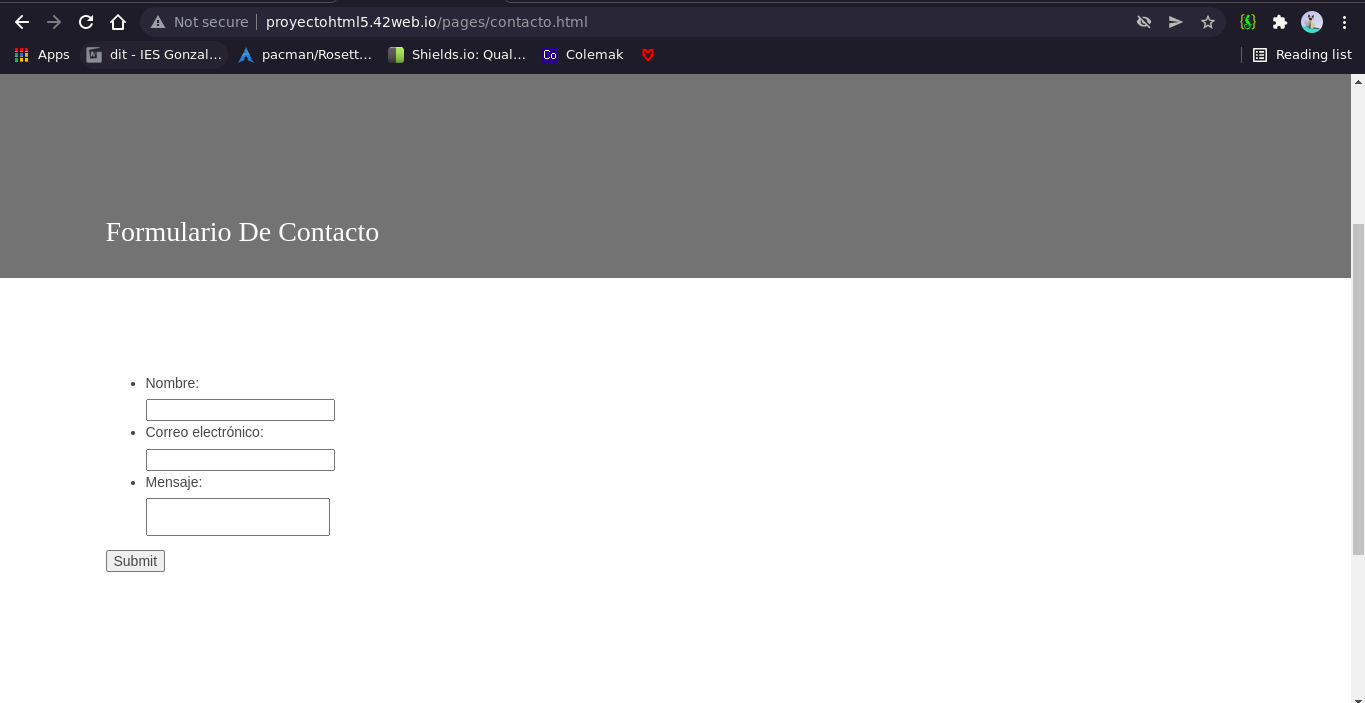 Not secure | proyectohtml5.42web.io/pages/contacto.html
Apps dit - IES Gonzal... pacman/Rosett... Shields.io: Qual... Co Colemak Reading list
Formulario De Contacto
Nombre:
Correo electrónico:
Mensaje:
Submit